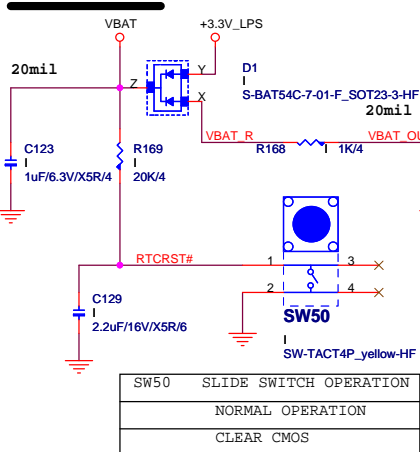 VBAT
+3.3V_LPS
20mil
Z
Y
X
D1
S-BAT54C-7-01-F_SOT23-3-HF
20mil
C123
1uF/6.3V/X5R/4
R169
20K/4
VBAT_R
R168
1K/4
VBAT_OU
RTCRST#
1
3
2
4
C129
2.2uF/16V/X5R/6
SW50
SW-TACT4P_yellow-HF
SW50 SLIDE SWITCH OPERATION
NORMAL OPERATION
CLEAR CMOS